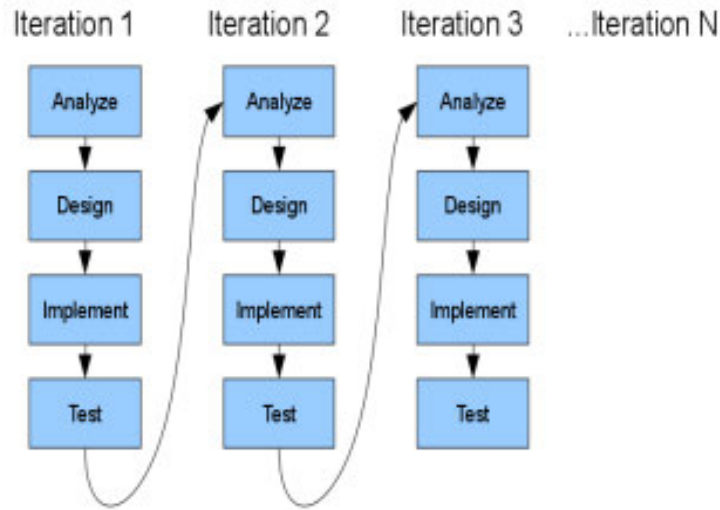 Iteration 1 Iteration 2 Iteration 3 ...Iteration N
Analyze Analyze Analyze
Design Design Design
Implement Implement Implement
Test Test Test